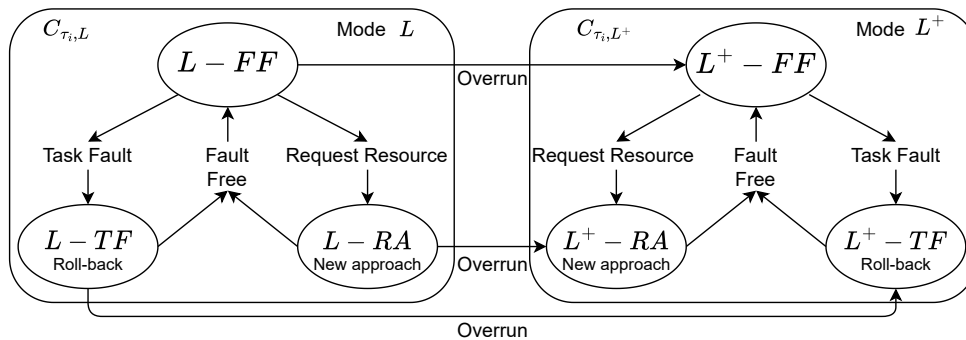 C_{τ_i,L}
Mode L
C_{τ_i,L^+}
Mode L^+
L − FF
Overrun
L^+ − FF
Task Fault
Fault
Free
Request Resource
Request Resource
Fault
Free
Task Fault
L − TF
Roll-back
L − RA
New approach
Overrun
L^+ − RA
New approach
L^+ − TF
Roll-back
Overrun